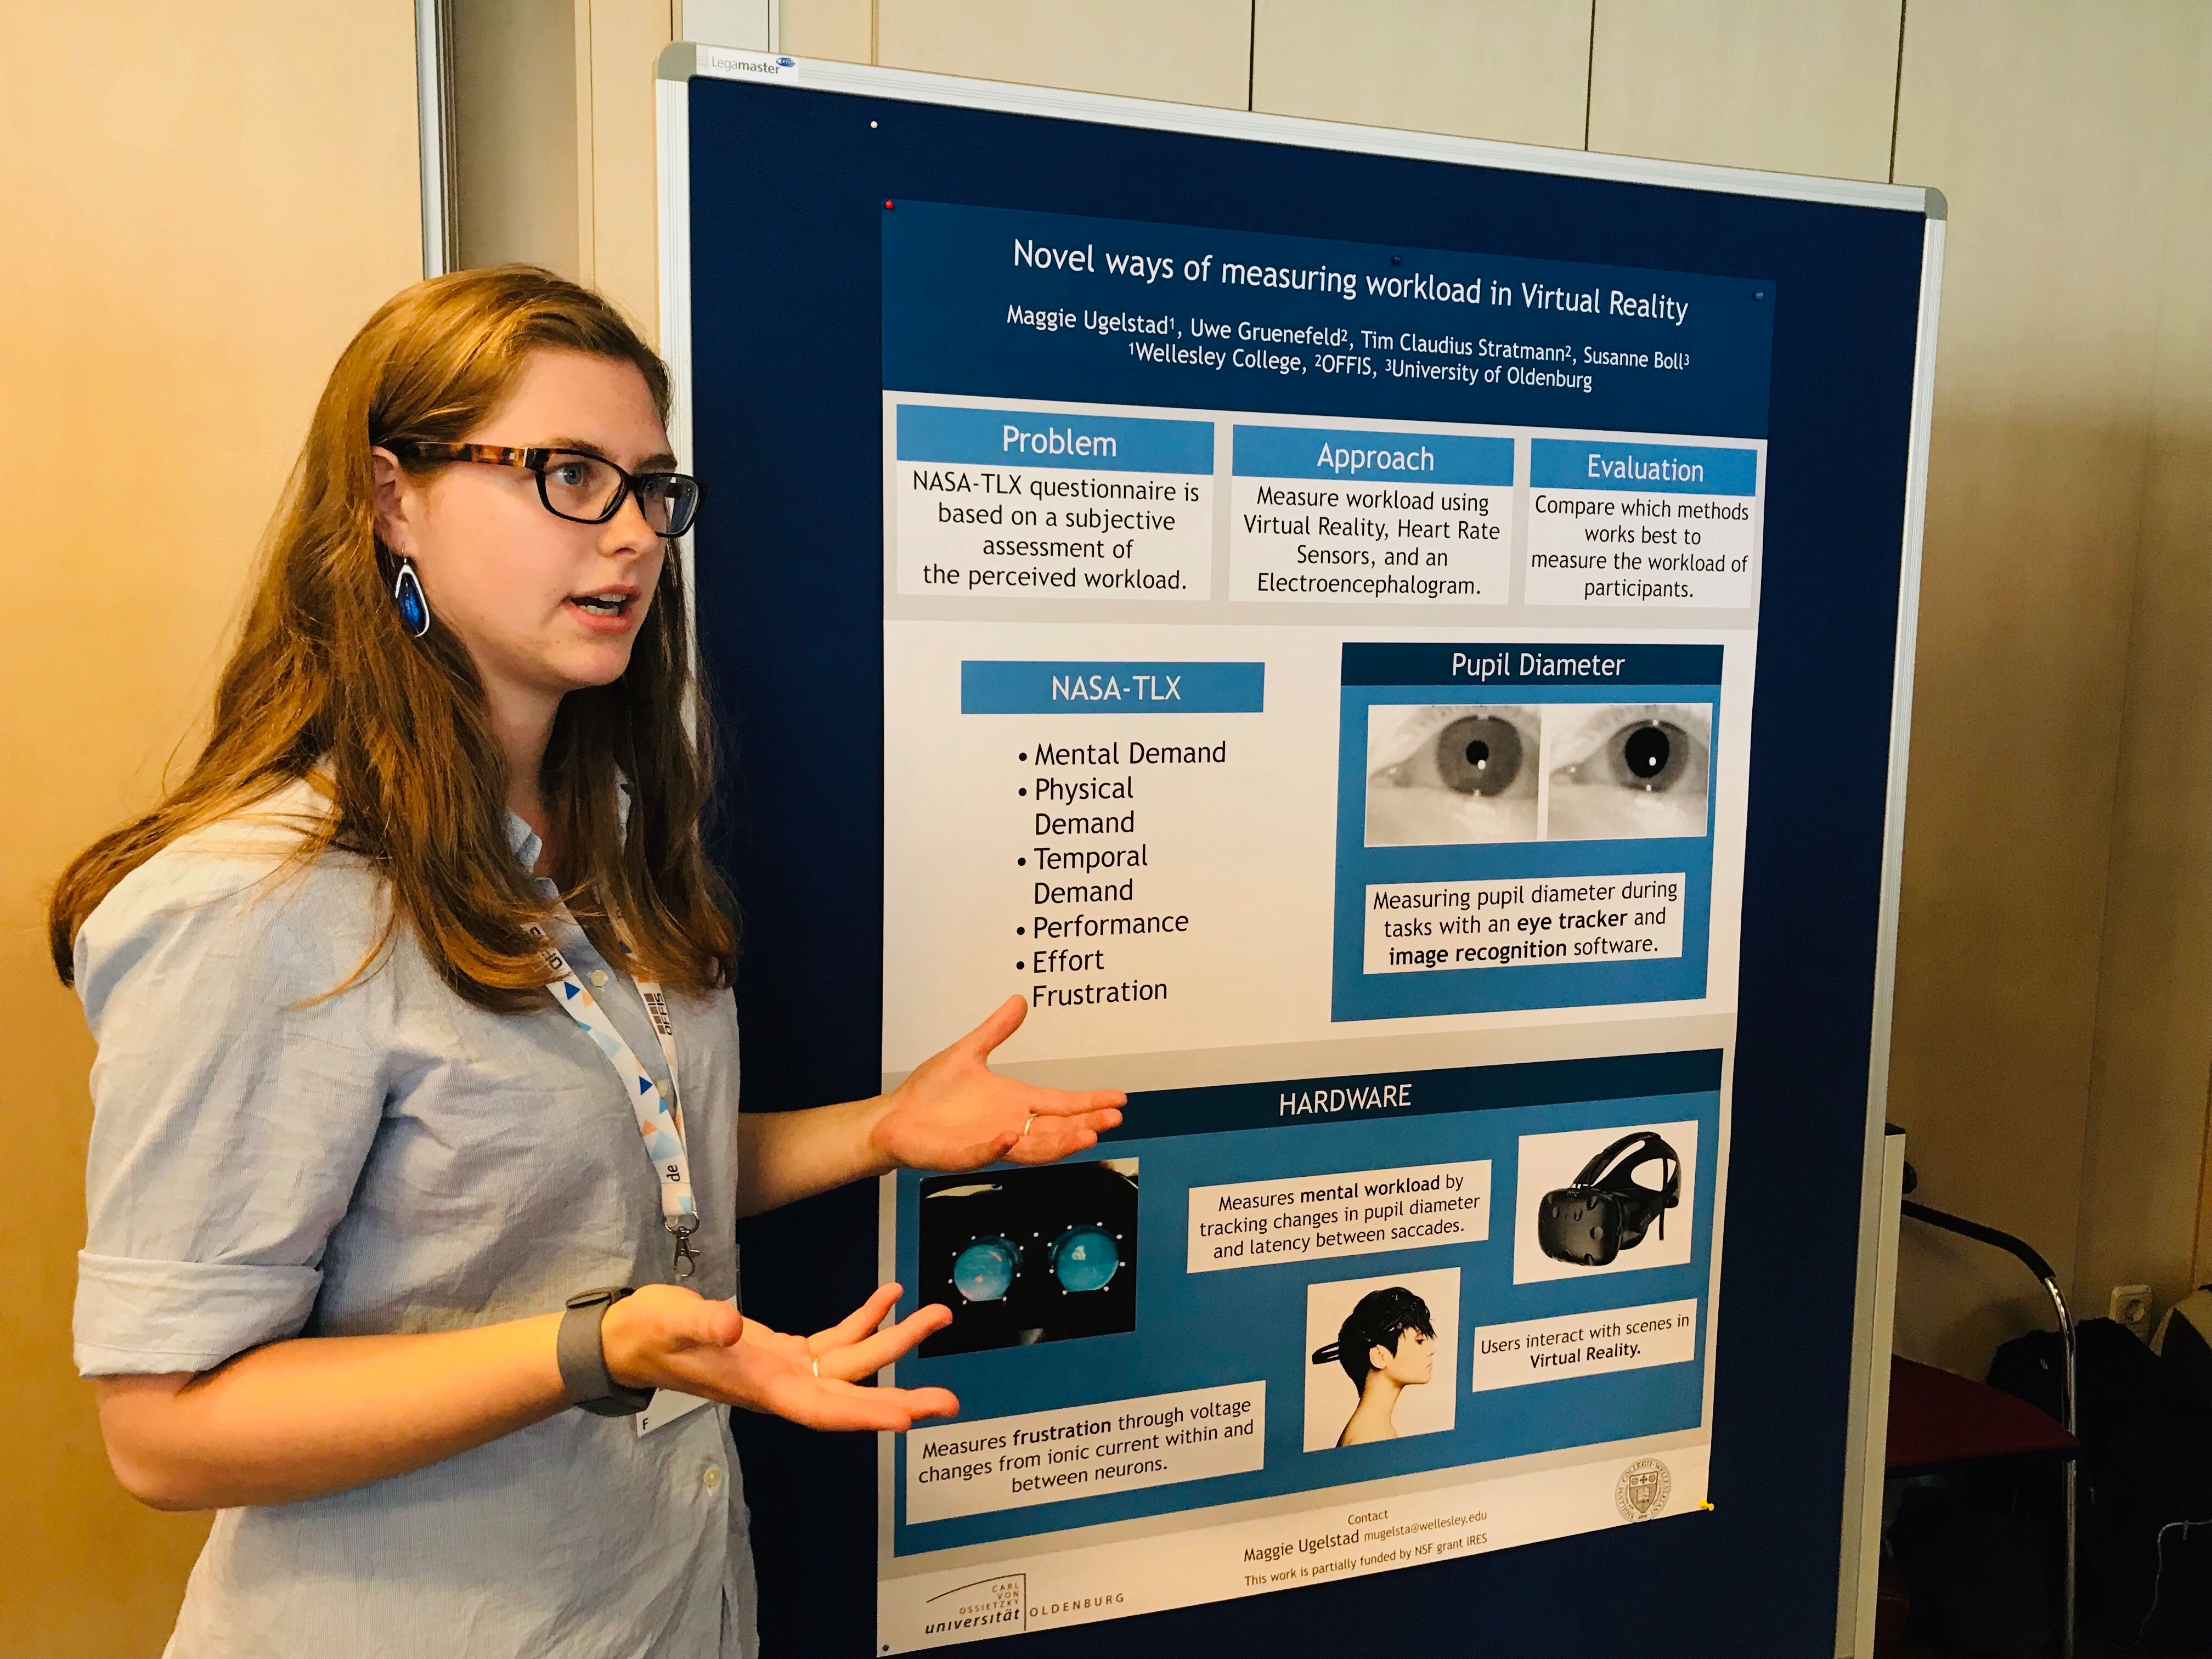 Legamaster
Novel ways of measuring workload in Virtual Reality
Maggie Ugelstad¹, Uwe Gruenefeld², Tim Claudius Stratmann², Susanne Boll³
¹Wellesley College, ²OFFIS, ³University of Oldenburg
Problem
NASA-TLX questionnaire is
based on a subjective
assessment of
the perceived workload.
Approach
Measure workload using
Virtual Reality, Heart Rate
Sensors, and an
Electroencephalogram.
Evaluation
Compare which methods
works best to
measure the workload of
participants.
NASA-TLX
• Mental Demand
• Physical
Demand
• Temporal
Demand
• Performance
• Effort
Frustration
Pupil Diameter
Measuring pupil diameter during
tasks with an eye tracker and
image recognition software.
HARDWARE
Measures mental workload by
tracking changes in pupil diameter
and latency between saccades.
Users interact with scenes in
Virtual Reality.
Measures frustration through voltage
changes from ionic current within and
between neurons.
Contact
Maggie Ugelstad mugelsta@wellesley.edu
This work is partially funded by NSF grant IRES
CARL
VON
OSSIETZKY
universität OLDENBURG
OFFIS
de
F